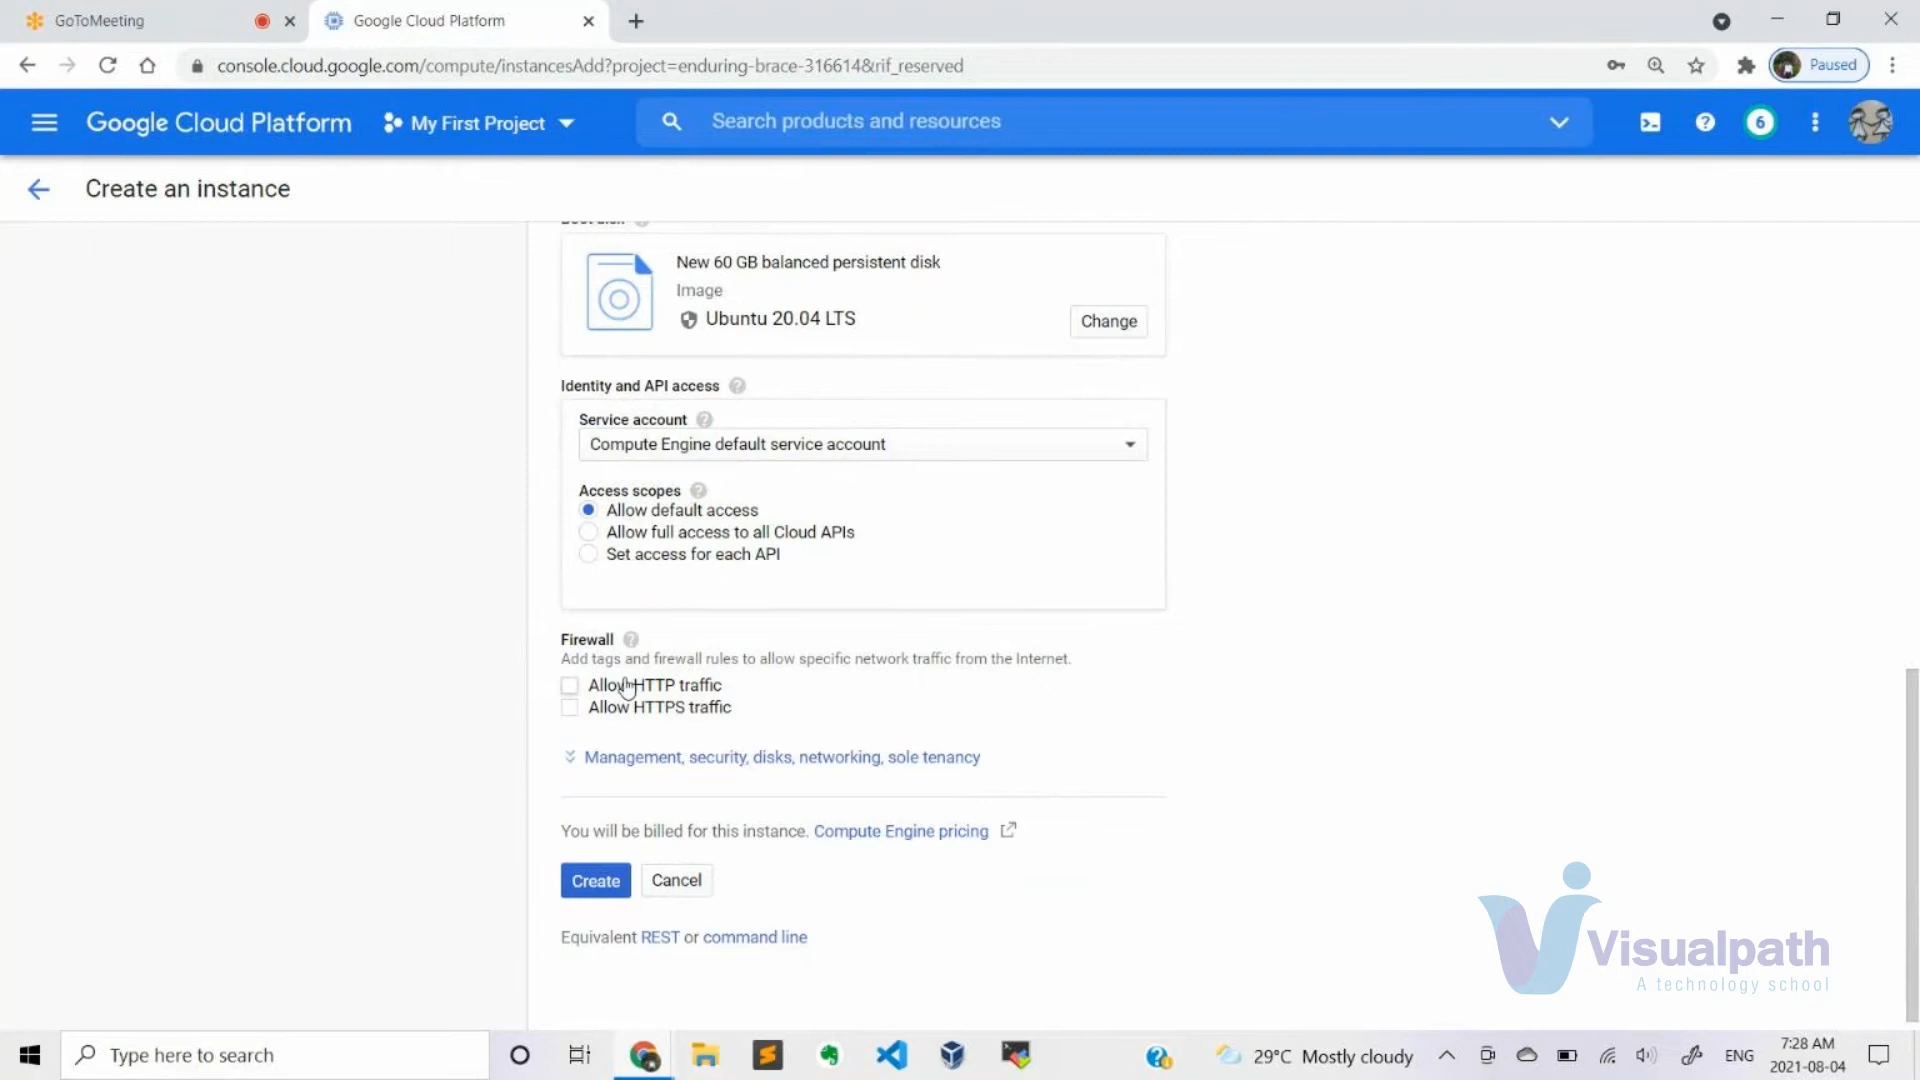 GoToMeeting
Google Cloud Platform
console.cloud.google.com/compute/instancesAdd?project=enduring-brace-316614&rif_reserved
Paused
Google Cloud Platform
My First Project
Search products and resources
6
Create an instance
New 60 GB balanced persistent disk
Image
Ubuntu 20.04 LTS
Change
Identity and API access
Service account
Compute Engine default service account
Access scopes
Allow default access
Allow full access to all Cloud APIs
Set access for each API
Firewall
Add tags and firewall rules to allow specific network traffic from the Internet.
Allow HTTP traffic
Allow HTTPS traffic
Management, security, disks, networking, sole tenancy
You will be billed for this instance. Compute Engine pricing
Create Cancel
Equivalent REST or command line
Visualpath
A technology school
Type here to search
29°C Mostly cloudy
ENG
7:28 AM
2021-08-04